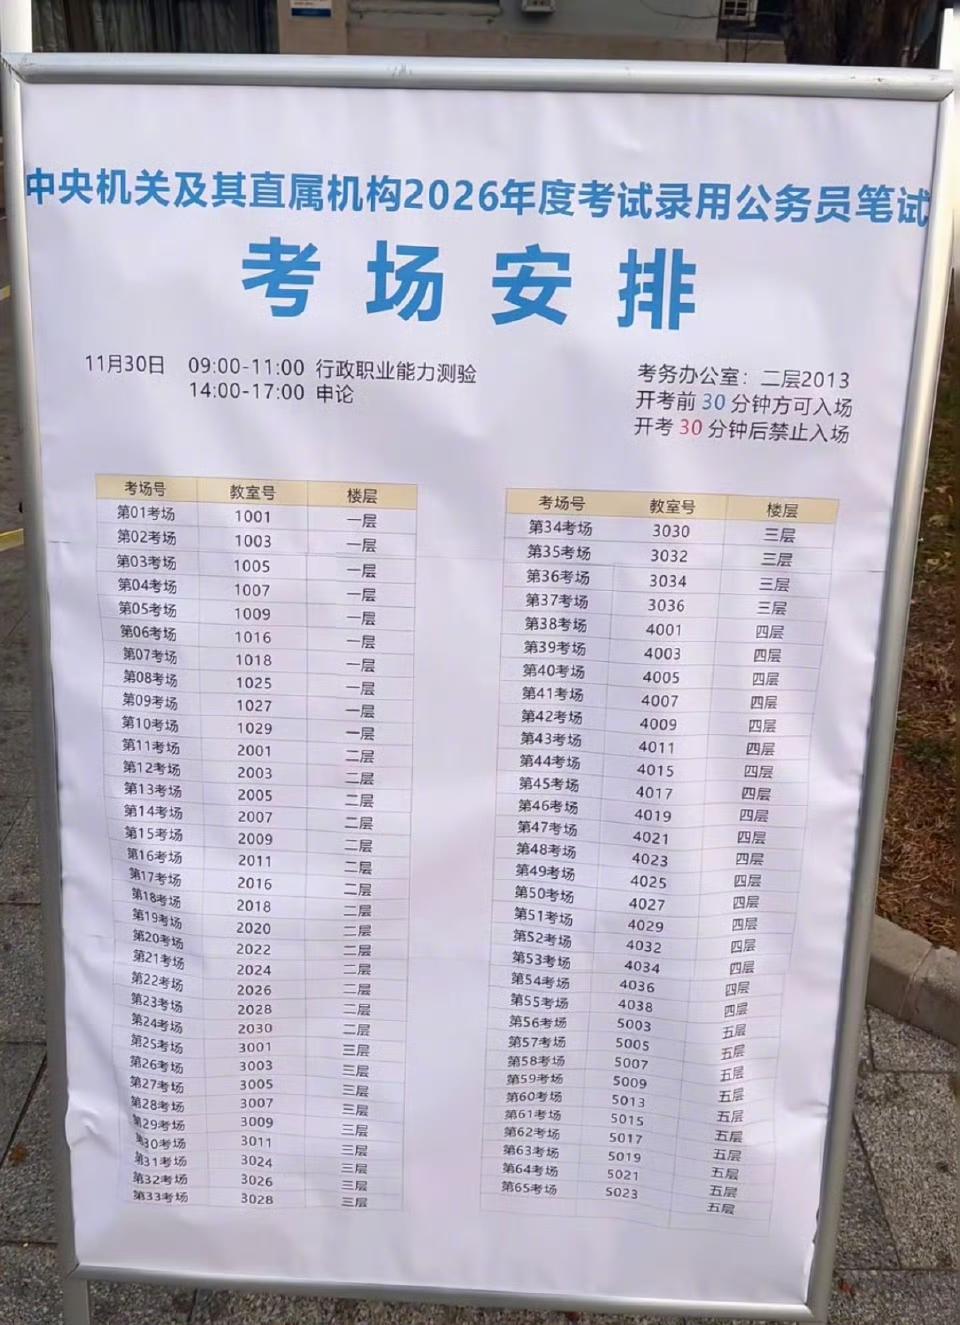 中央机关及其直属机构2026年度考试录用公务员笔试
考场安排
11月30日 09:00-11:00 行政职业能力测验
14:00-17:00 申论
考务办公室：二层2013
开考前 30 分钟方可入场
开考 30 分钟后禁止入场
考场号 教室号 楼层
第01考场 1001 一层
第02考场 1003 一层
第03考场 1005 一层
第04考场 1007 一层
第05考场 1009 一层
第06考场 1016 一层
第07考场 1018 一层
第08考场 1025 一层
第09考场 1027 一层
第10考场 1029 一层
第11考场 2001 二层
第12考场 2003 二层
第13考场 2005 二层
第14考场 2007 二层
第15考场 2009 二层
第16考场 2011 二层
第17考场 2016 二层
第18考场 2018 二层
第19考场 2020 二层
第20考场 2022 二层
第21考场 2024 二层
第22考场 2026 二层
第23考场 2028 二层
第24考场 2030 二层
第25考场 3001 三层
第26考场 3003 三层
第27考场 3005 三层
第28考场 3007 三层
第29考场 3009 三层
第30考场 3011 三层
第31考场 3024 三层
第32考场 3026 三层
第33考场 3028 三层
考场号 教室号 楼层
第34考场 3030 三层
第35考场 3032 三层
第36考场 3034 三层
第37考场 3036 三层
第38考场 4001 四层
第39考场 4003 四层
第40考场 4005 四层
第41考场 4007 四层
第42考场 4009 四层
第43考场 4011 四层
第44考场 4015 四层
第45考场 4017 四层
第46考场 4019 四层
第47考场 4021 四层
第48考场 4023 四层
第49考场 4025 四层
第50考场 4027 四层
第51考场 4029 四层
第52考场 4032 四层
第53考场 4034 四层
第54考场 4036 四层
第55考场 4038 四层
第56考场 5003 五层
第57考场 5005 五层
第58考场 5007 五层
第59考场 5009 五层
第60考场 5013 五层
第61考场 5015 五层
第62考场 5017 五层
第63考场 5019 五层
第64考场 5021 五层
第65考场 5023 五层